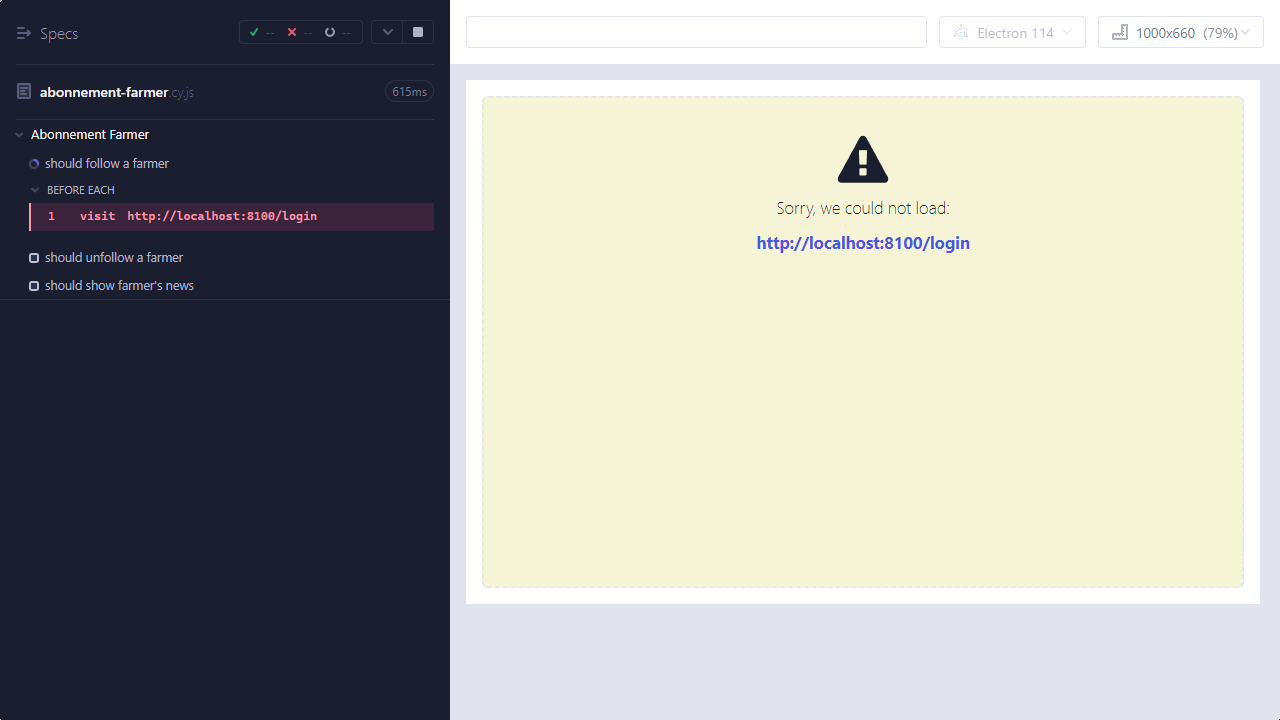 Specs
--
--
--
abonnement-farmer.cy.js
615ms
Abonnement Farmer
should follow a farmer
BEFORE EACH
1 visit http://localhost:8100/login
should unfollow a farmer
should show farmer's news
Electron 114
1000x660 (79%)
Sorry, we could not load:
http://localhost:8100/login